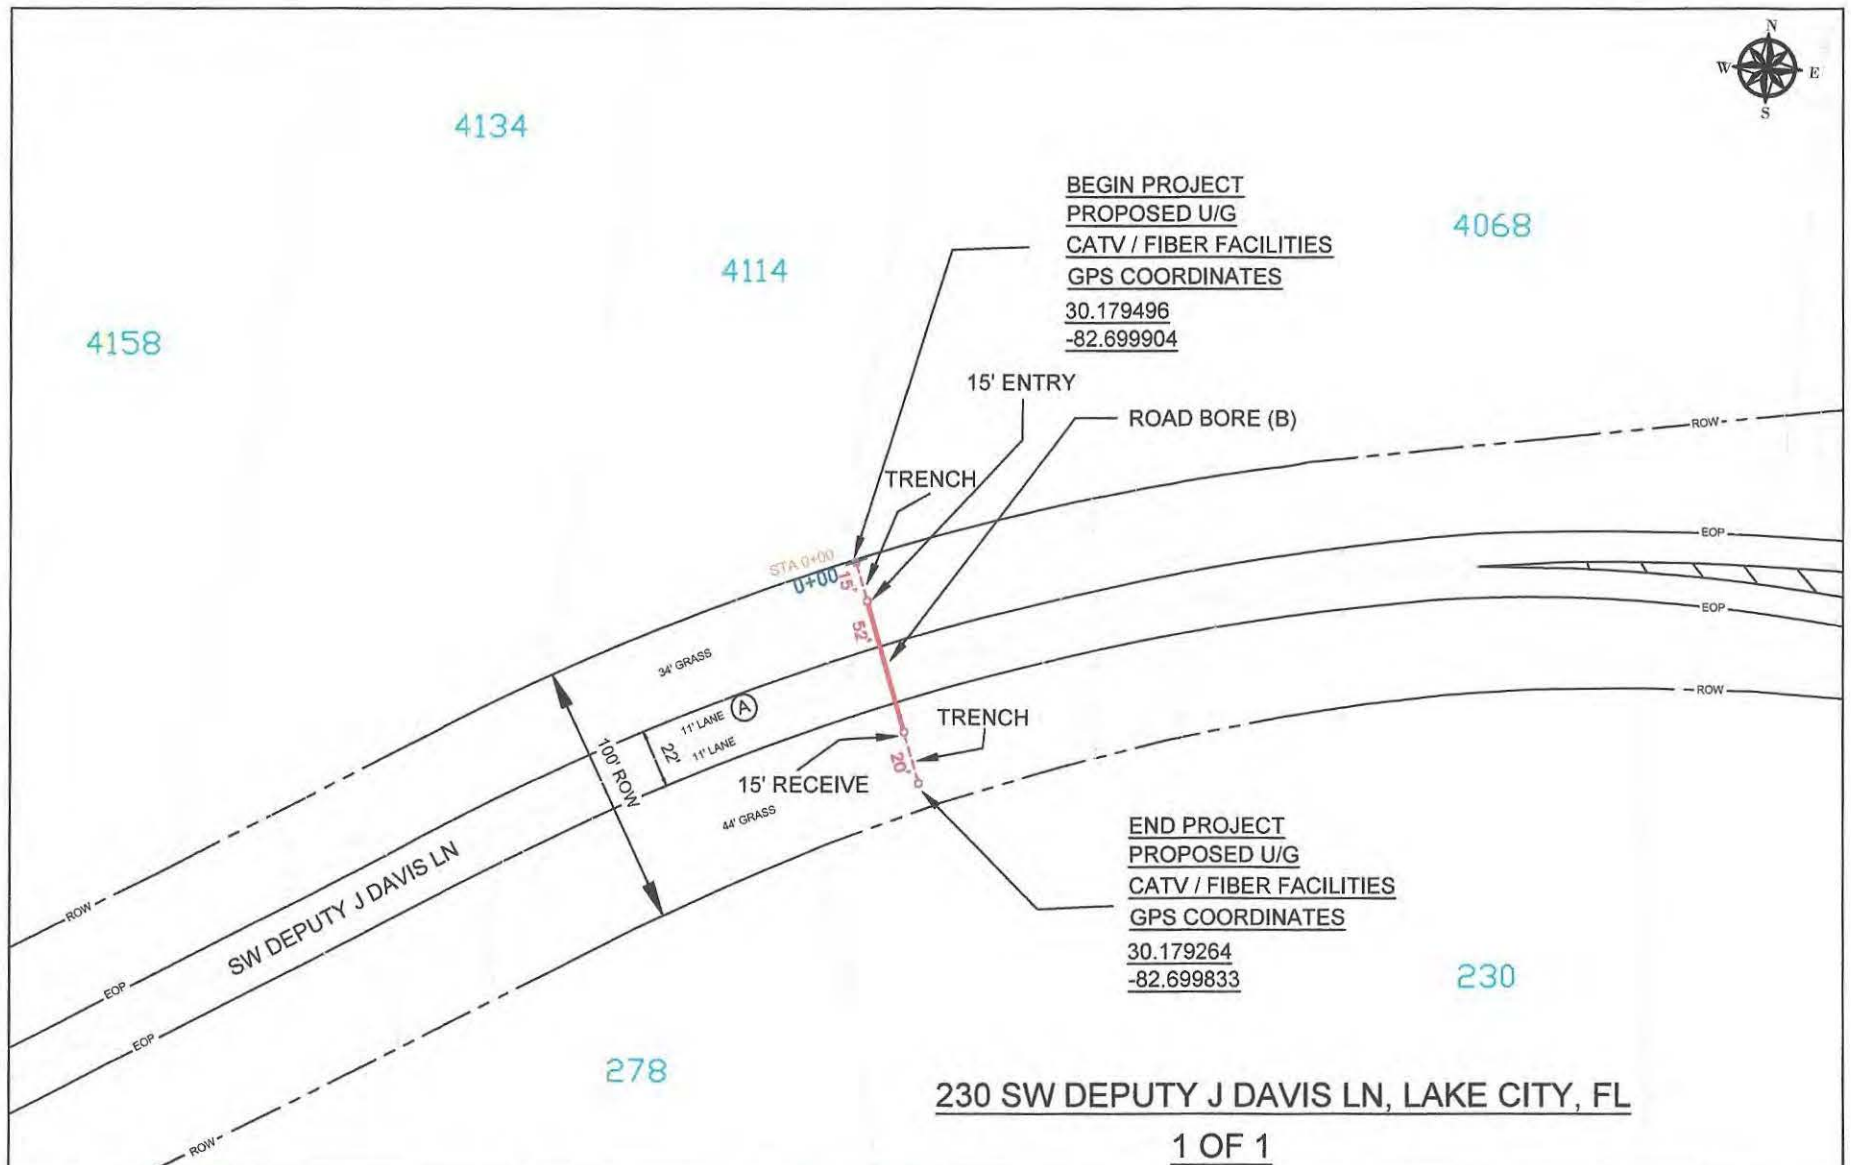 N
W E
S
4134
BEGIN PROJECT
PROPOSED U/G
CATV / FIBER FACILITIES
GPS COORDINATES
30.179496
-82.699904
4068
4114
4158
15' ENTRY
ROAD BORE (B)
ROW
TRENCH
EOP
STA 0+00
0+00
15'
52'
EOP
34' GRASS
ROW
11' LANE A
11' LANE
22'
100' ROW
TRENCH
20'
15' RECEIVE
44' GRASS
END PROJECT
PROPOSED U/G
CATV / FIBER FACILITIES
GPS COORDINATES
30.179264
-82.699833
ROW
SW DEPUTY J DAVIS LN
EOP
EOP
230
278
ROW
230 SW DEPUTY J DAVIS LN, LAKE CITY, FL
1 OF 1